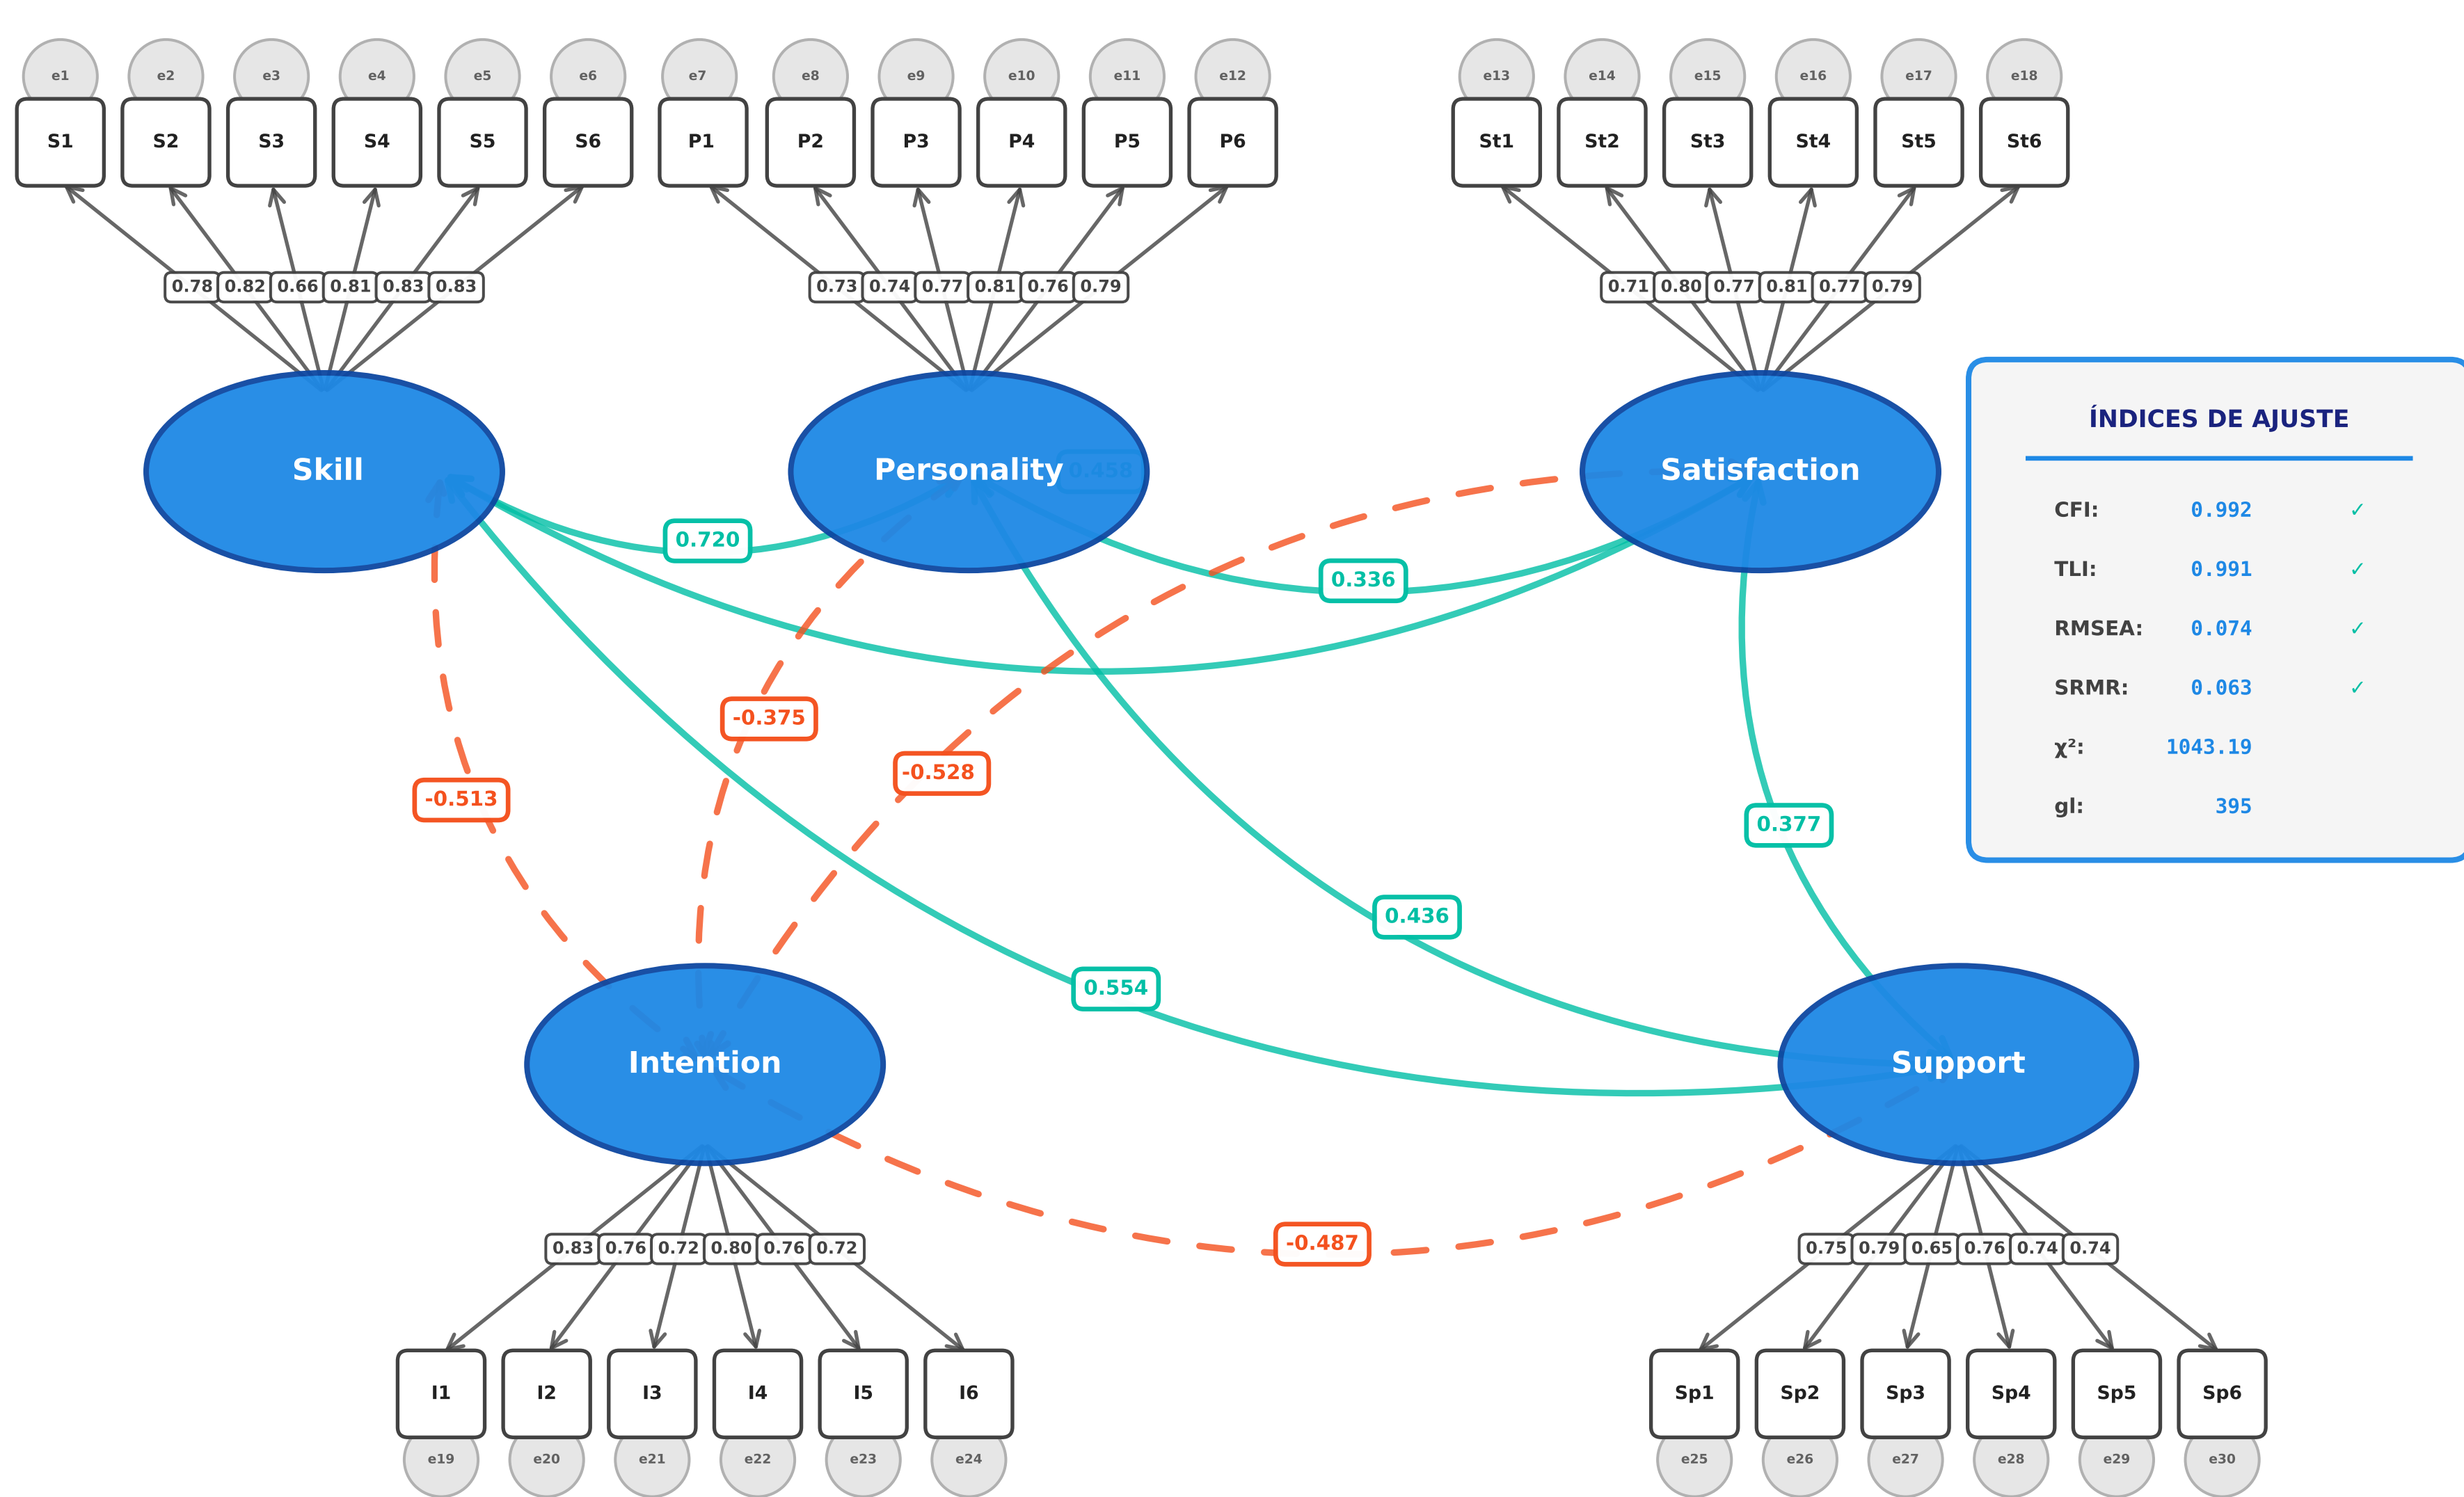 e1 e2 e3 e4 e5 e6 e7 e8 e9 e10 e11 e12 e13 e14 e15 e16 e17 e18
S1 S2 S3 S4 S5 S6 P1 P2 P3 P4 P5 P6 St1 St2 St3 St4 St5 St6
0.78 0.82 0.66 0.81 0.83 0.83 0.73 0.74 0.77 0.81 0.76 0.79 0.71 0.80 0.77 0.81 0.77 0.79
Skill Personality 0.458 Satisfaction
0.720
0.336
-0.375
-0.528
-0.513
0.377
0.436
0.554
ÍNDICES DE AJUSTE
CFI: 0.992 ✓
TLI: 0.991 ✓
RMSEA: 0.074 ✓
SRMR: 0.063 ✓
χ²: 1043.19
gl: 395
Intention Support
-0.487
0.83 0.76 0.72 0.80 0.76 0.72 0.75 0.79 0.65 0.76 0.74 0.74
I1 I2 I3 I4 I5 I6 Sp1 Sp2 Sp3 Sp4 Sp5 Sp6
e19 e20 e21 e22 e23 e24 e25 e26 e27 e28 e29 e30